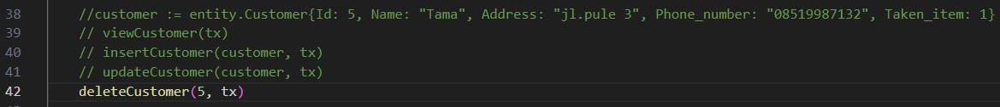 38 //customer := entity.Customer{Id: 5, Name: "Tama", Address: "jl.pule 3", Phone_number: "08519987132", Taken_item: 1}
39 // viewCustomer(tx)
40 // insertCustomer(customer, tx)
41 // updateCustomer(customer, tx)
42 deleteCustomer(5, tx)